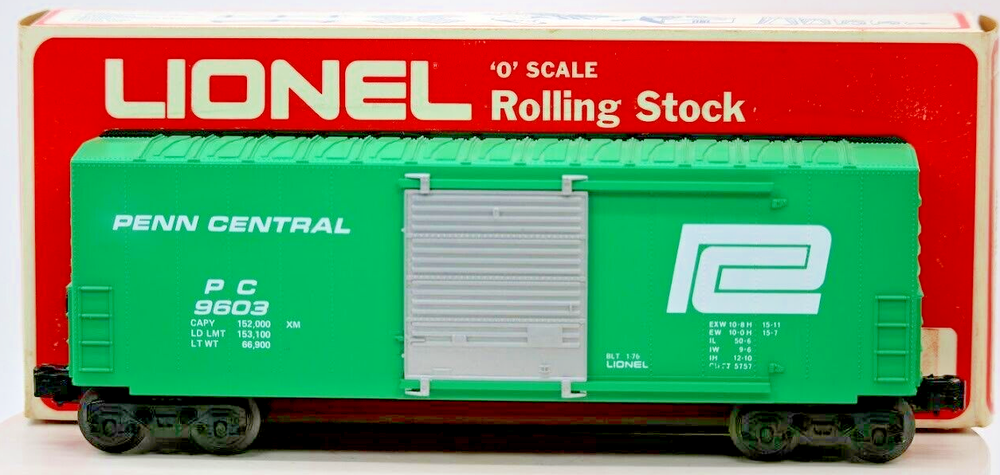 LIONEL
'O' SCALE
Rolling Stock
PENN CENTRAL
P C
9603
CAPY 152,000 XM
LD LMT 153,100
LT WT 66,900
BLT 1-76
LIONEL
PC
EXW 10-8 H 15-11
EW 10-0 H 15-7
IL 50-6
IW 9-6
IH 12-10
5757